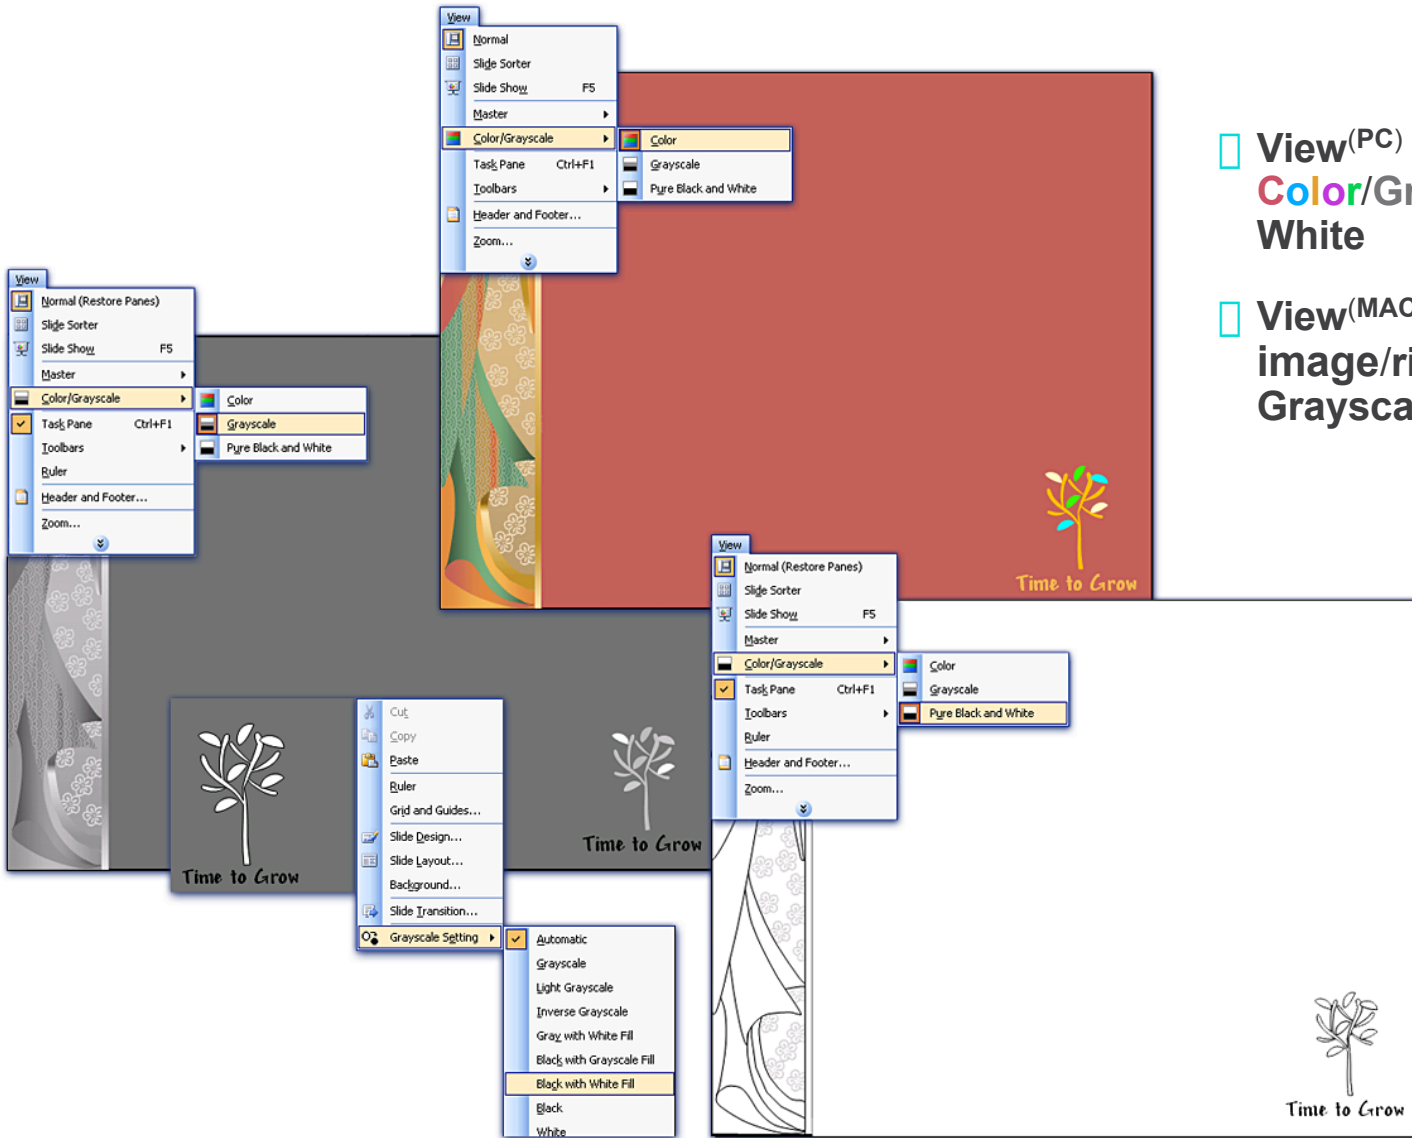 View
Normal
Slide Sorter
Slide Show F5
Master
Color/Grayscale
Task Pane Ctrl+F1
Toolbars
Header and Footer...
Zoom...
Color
Grayscale
Pure Black and White
Time to Grow
View(PC)
Color/Gr
White
View(MAC
image/ri
Graysca
View
Normal (Restore Panes)
Slide Sorter
Slide Show F5
Master
Color/Grayscale
Task Pane Ctrl+F1
Toolbars
Ruler
Header and Footer...
Zoom...
Color
Grayscale
Pure Black and White
Time to Grow
Time to Grow
Cut
Copy
Paste
Ruler
Grid and Guides...
Slide Design...
Slide Layout...
Background...
Slide Transition...
Grayscale Setting
Automatic
Grayscale
Light Grayscale
Inverse Grayscale
Gray with White Fill
Black with Grayscale Fill
Black with White Fill
Black
White
View
Normal (Restore Panes)
Slide Sorter
Slide Show F5
Master
Color/Grayscale
Task Pane Ctrl+F1
Toolbars
Ruler
Header and Footer...
Zoom...
Color
Grayscale
Pure Black and White
Time to Grow